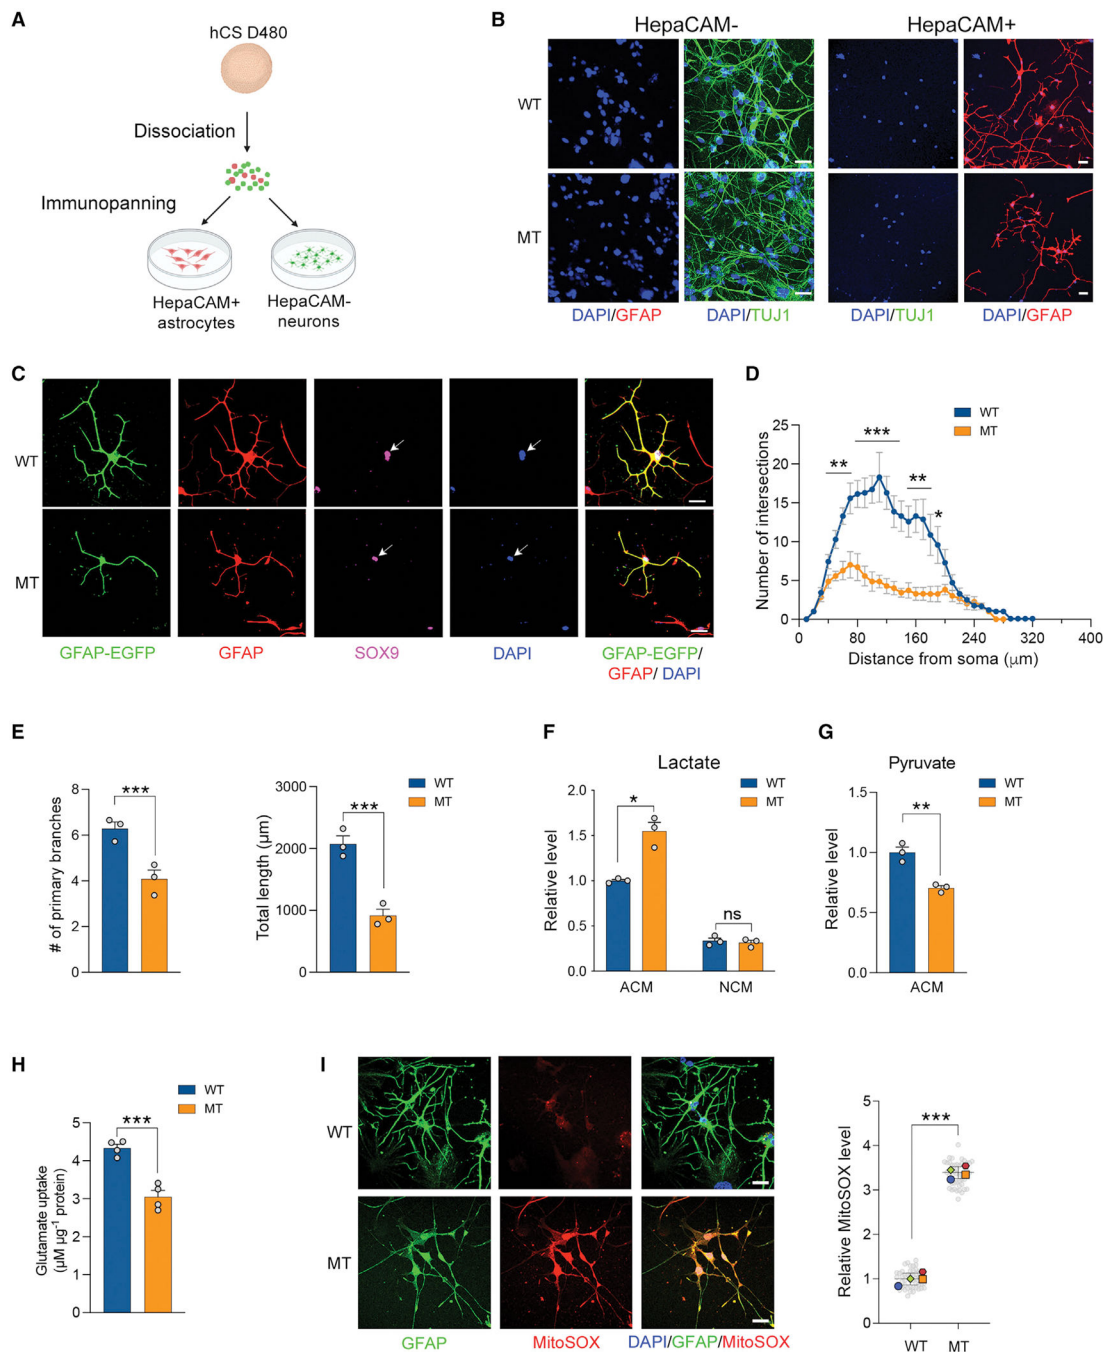 A
hCS D480
Dissociation
Immunopanning
HepaCAM+
astrocytes
HepaCAM-
neurons
B
HepaCAM-
HepaCAM+
WT
MT
DAPI/GFAP
DAPI/TUJ1
DAPI/TUJ1
DAPI/GFAP
C
WT
MT
GFAP-EGFP
GFAP
SOX9
DAPI
GFAP-EGFP/
GFAP/ DAPI
D
WT
MT
***
**
**
*
Number of intersections
25
20
15
10
5
0
0
80
160
240
320
400
Distance from soma (μm)
E
# of primary branches
8
6
4
2
0
***
Total length (μm)
3000
2000
1000
0
***
WT
MT
F
Lactate
WT
MT
Relative level
2.0
1.5
1.0
0.5
0.0
*
ns
ACM
NCM
G
Pyruvate
WT
MT
Relative level
1.5
1.0
0.5
0.0
**
ACM
H
WT
MT
Glutamate uptake
(μM μg⁻¹ protein)
5
4
3
2
1
0
***
I
WT
MT
GFAP
MitoSOX
DAPI/GFAP/MitoSOX
Relative MitoSOX level
5
4
3
2
1
0
***
WT
MT